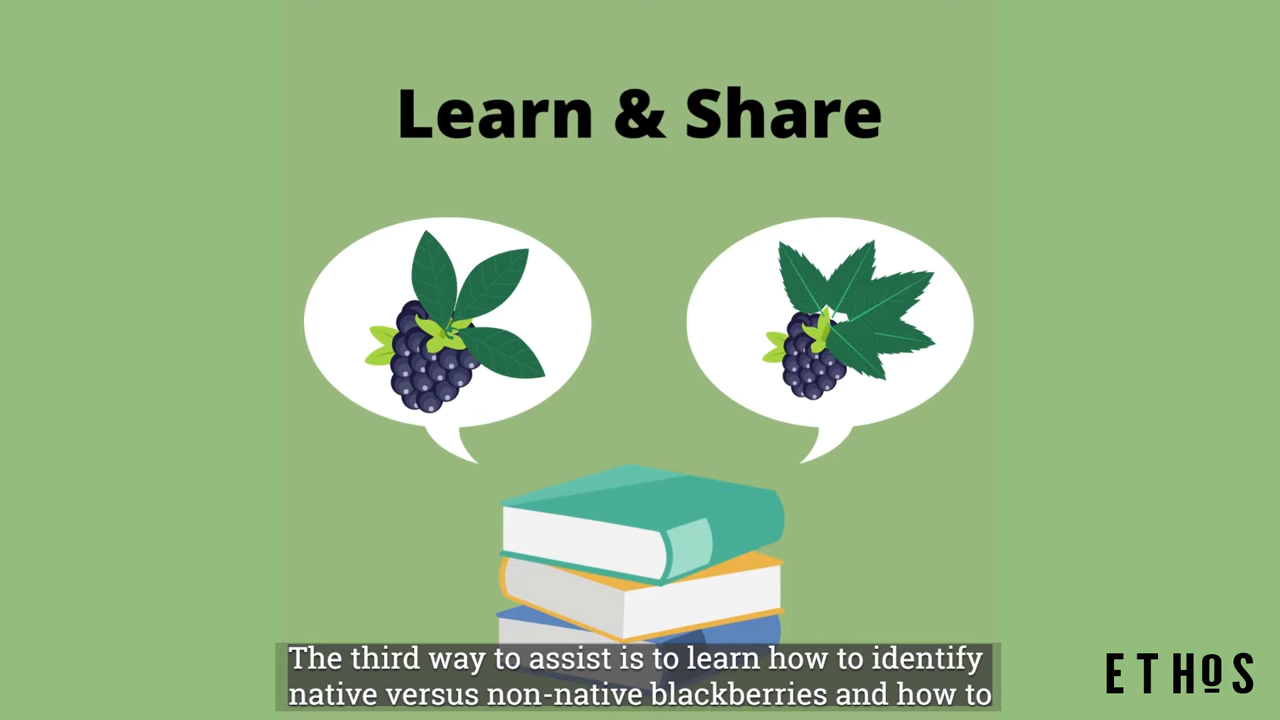 Learn & Share
The third way to assist is to learn how to identify
native versus non-native blackberries and how to
ETHOS